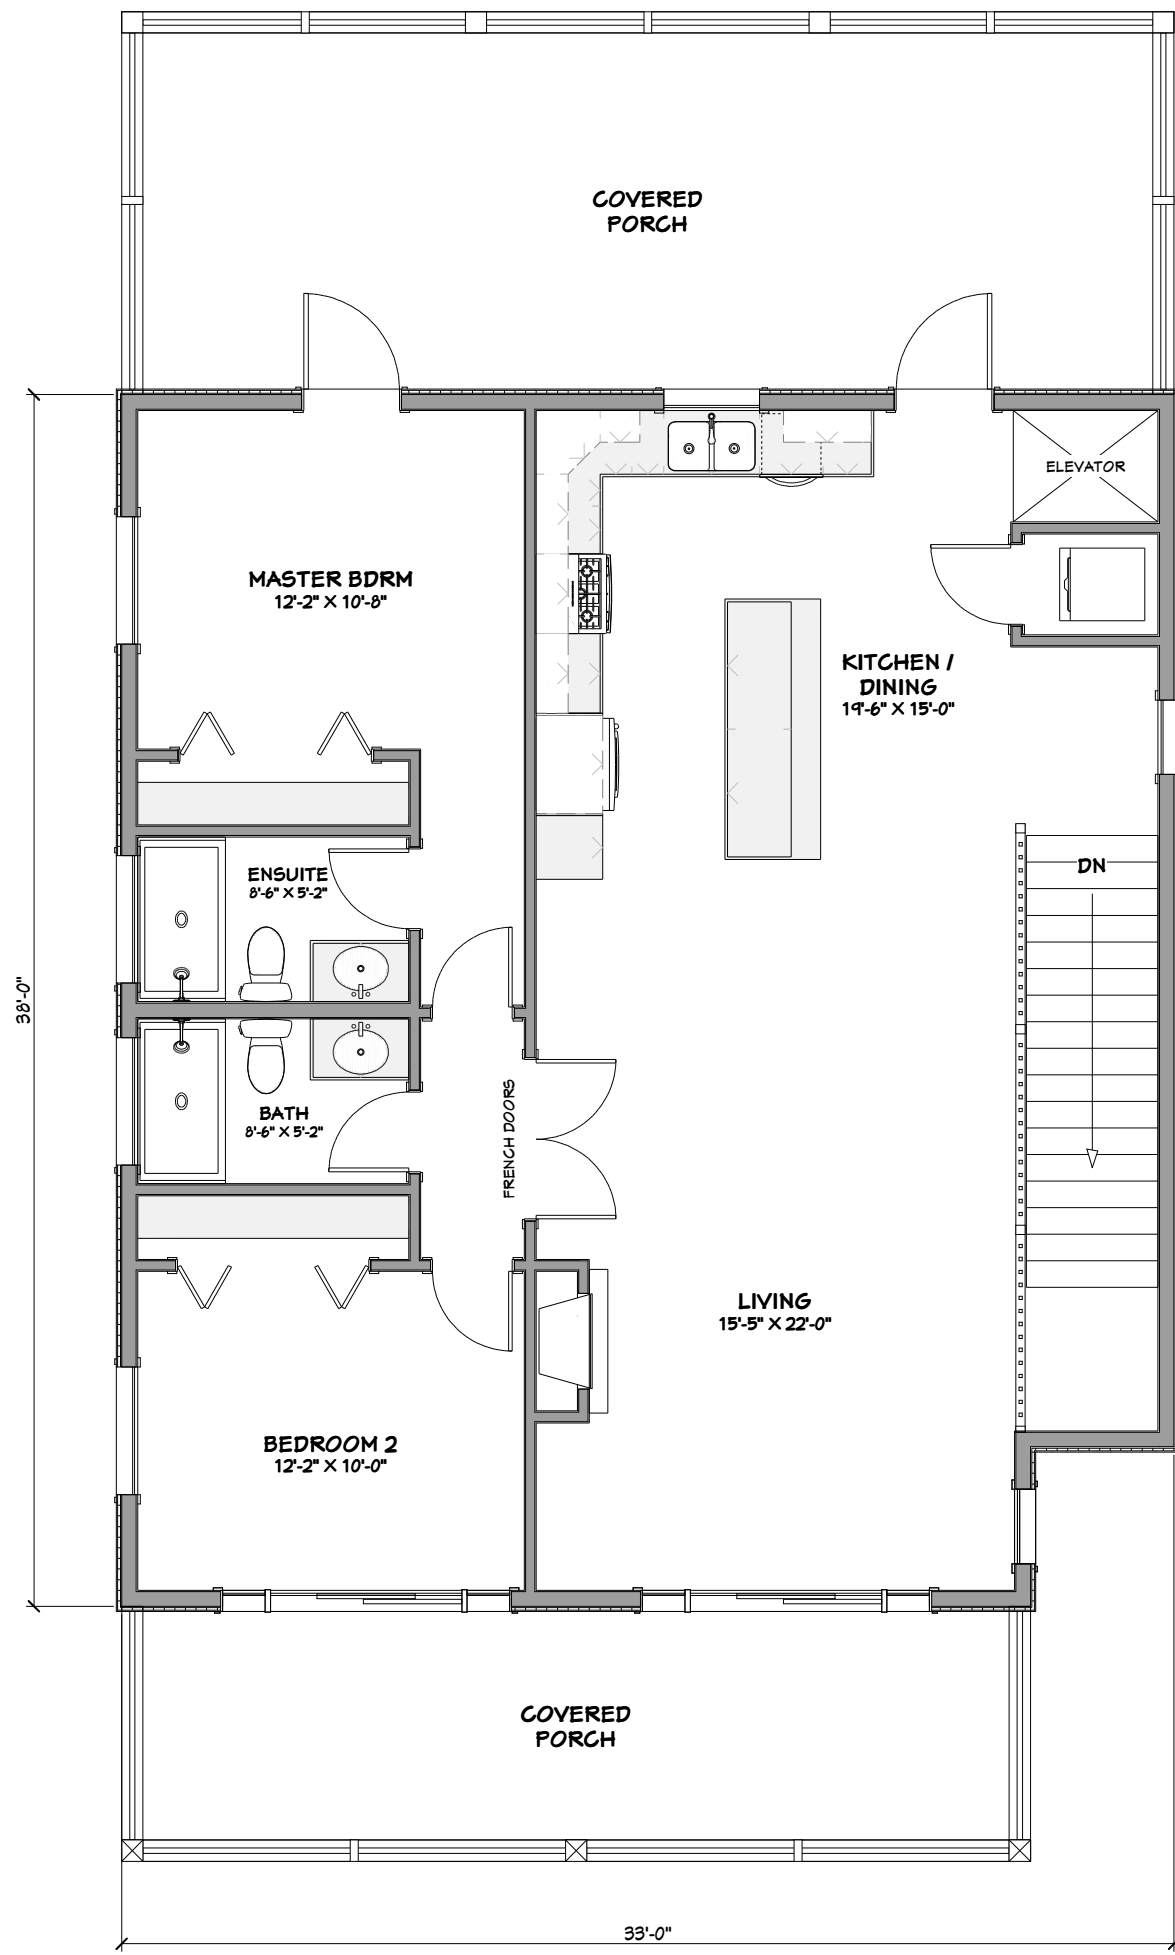 COVERED
PORCH
ELEVATOR
MASTER BDRM
12'-2" X 10'-8"
KITCHEN /
DINING
19'-6" X 15'-0"
ENSUITE
8'-6" X 5'-2"
DN
38'-0"
BATH
8'-6" X 5'-2"
FRENCH DOORS
LIVING
15'-5" X 22'-0"
BEDROOM 2
12'-2" X 10'-0"
COVERED
PORCH
33'-0"